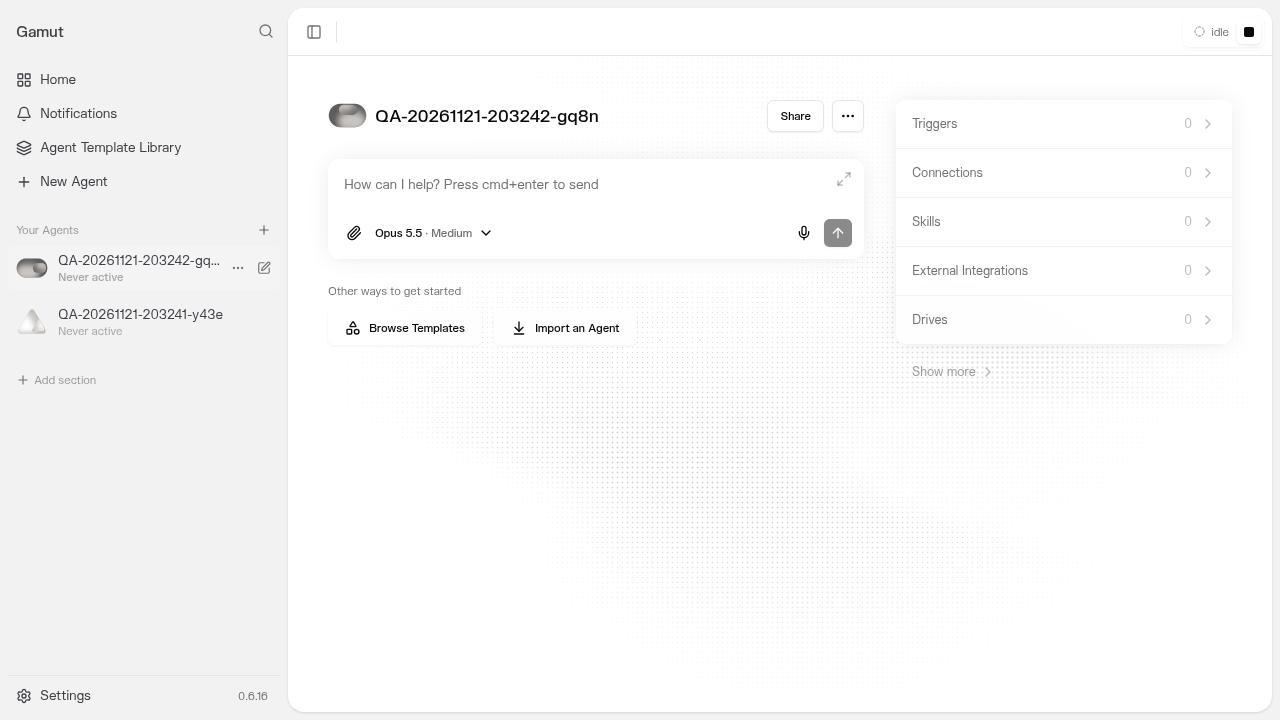 Gamut
Home
Notifications
Agent Template Library
New Agent
Your Agents
QA-20261121-203242-gq...
Never active
QA-20261121-203241-y43e
Never active
Add section
Settings
0.6.16
idle
QA-20261121-203242-gq8n
Share
How can I help? Press cmd+enter to send
Opus 5.5 · Medium
Other ways to get started
Browse Templates
Import an Agent
Triggers 0
Connections 0
Skills 0
External Integrations 0
Drives 0
Show more